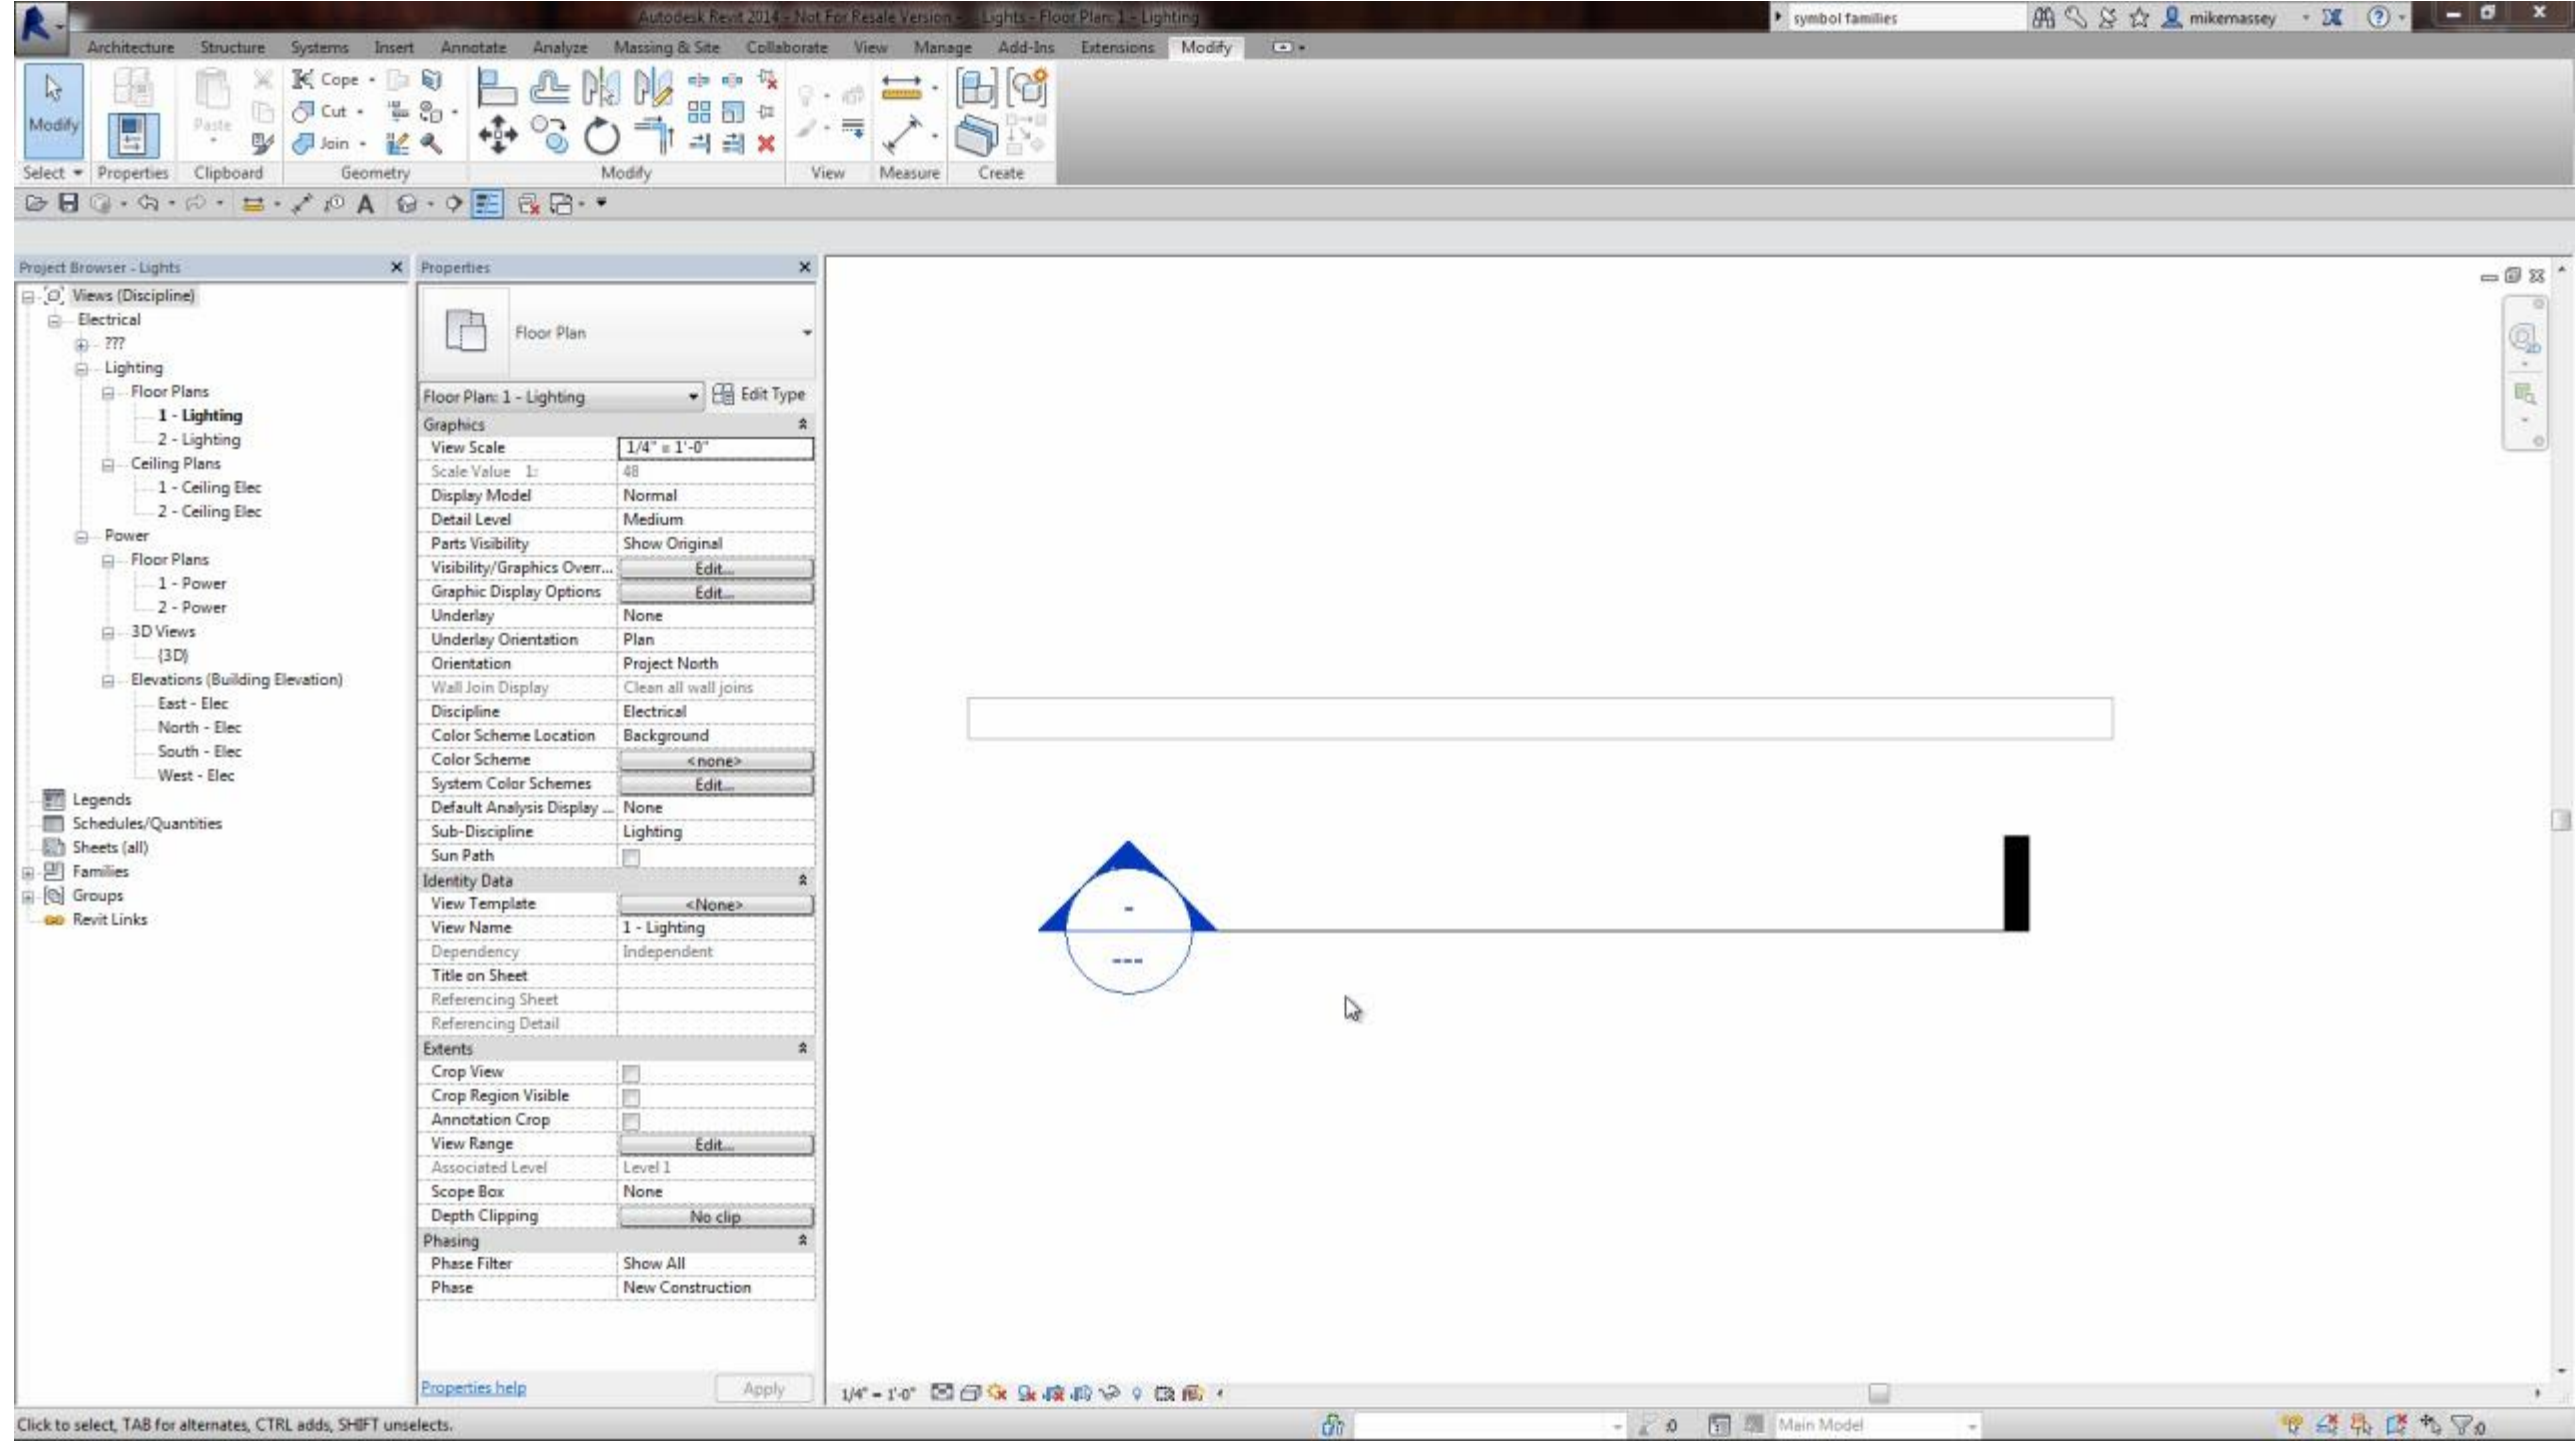 Autodesk Revit 2014 - Not For Resale Version - Lights - Floor Plan: 1 - Lighting
symbol families
mikemassey
Architecture Structure Systems Insert Annotate Analyze Massing & Site Collaborate View Manage Add-Ins Extensions Modify
Modify
Paste
Cope
Cut
Join
Select Properties Clipboard Geometry Modify View Measure Create
Project Browser - Lights
Views (Discipline)
Electrical
???
Lighting
Floor Plans
1 - Lighting
2 - Lighting
Ceiling Plans
1 - Ceiling Elec
2 - Ceiling Elec
Power
Floor Plans
1 - Power
2 - Power
3D Views
{3D}
Elevations (Building Elevation)
East - Elec
North - Elec
South - Elec
West - Elec
Legends
Schedules/Quantities
Sheets (all)
Families
Groups
Revit Links
Properties
Floor Plan
Floor Plan: 1 - Lighting Edit Type
Graphics
View Scale 1/4" = 1'-0"
Scale Value 1: 48
Display Model Normal
Detail Level Medium
Parts Visibility Show Original
Visibility/Graphics Overr... Edit...
Graphic Display Options Edit...
Underlay None
Underlay Orientation Plan
Orientation Project North
Wall Join Display Clean all wall joins
Discipline Electrical
Color Scheme Location Background
Color Scheme <none>
System Color Schemes Edit...
Default Analysis Display ... None
Sub-Discipline Lighting
Sun Path
Identity Data
View Template <None>
View Name 1 - Lighting
Dependency Independent
Title on Sheet
Referencing Sheet
Referencing Detail
Extents
Crop View
Crop Region Visible
Annotation Crop
View Range Edit...
Associated Level Level 1
Scope Box None
Depth Clipping No clip
Phasing
Phase Filter Show All
Phase New Construction
Properties help Apply
-
---
2D
1/4" = 1'-0"
Click to select, TAB for alternates, CTRL adds, SHIFT unselects.
:0
Main Model
:0